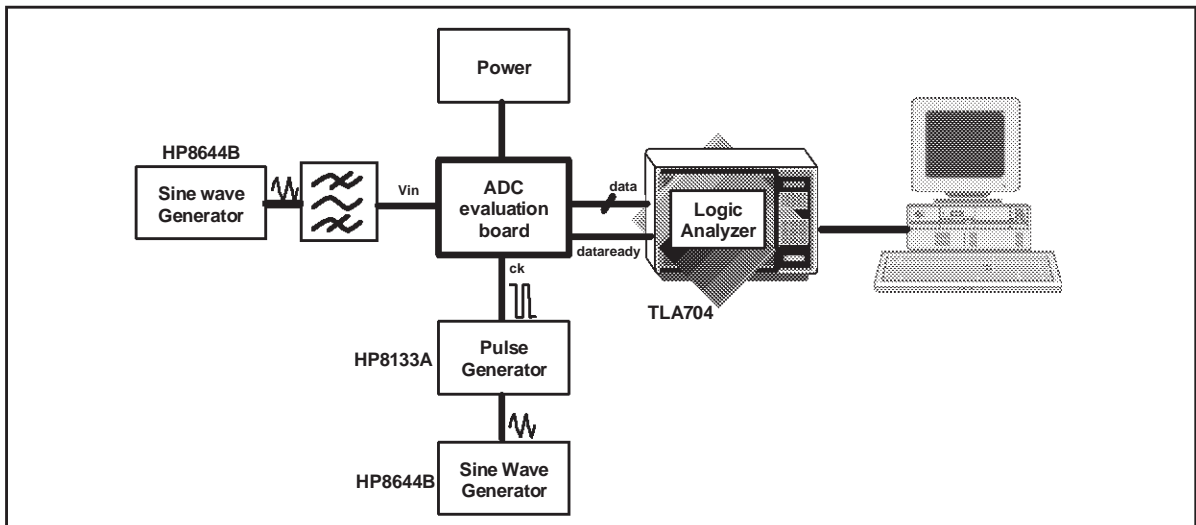 Power
HP8644B
Sine wave
Generator
Vin
ADC
evaluation
board
data
dataready
Logic
Analyzer
TLA704
ck
HP8133A
Pulse
Generator
HP8644B
Sine Wave
Generator